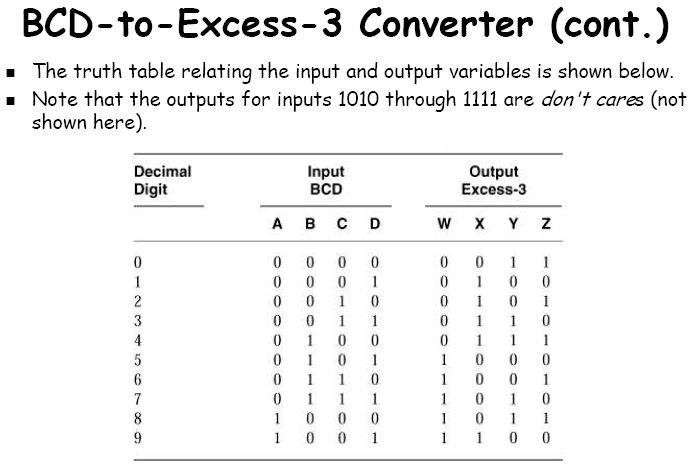 BCD-to-Excess-3 Converter (cont.)
▪ The truth table relating the input and output variables is shown below.
▪ Note that the outputs for inputs 1010 through 1111 are don't cares (not
shown here).
Decimal Input Output
Digit BCD Excess-3
A B C D W X Y Z
0 0 0 0 0 0 0 1 1
1 0 0 0 1 0 1 0 0
2 0 0 1 0 0 1 0 1
3 0 0 1 1 0 1 1 0
4 0 1 0 0 0 1 1 1
5 0 1 0 1 1 0 0 0
6 0 1 1 0 1 0 0 1
7 0 1 1 1 1 0 1 0
8 1 0 0 0 1 0 1 1
9 1 0 0 1 1 1 0 0